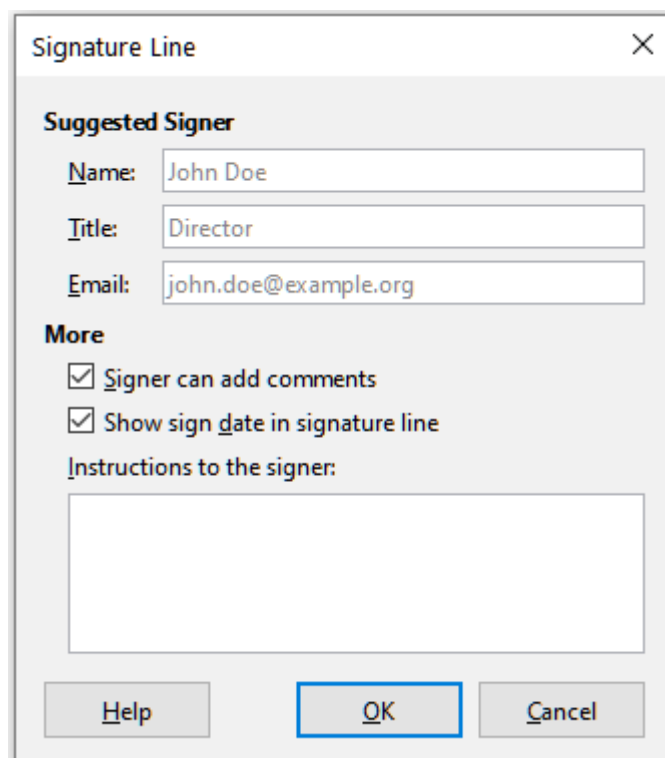 Signature Line
Suggested Signer
Name: John Doe
Title: Director
Email: john.doe@example.org
More
Signer can add comments
Show sign date in signature line
Instructions to the signer:
Help OK Cancel